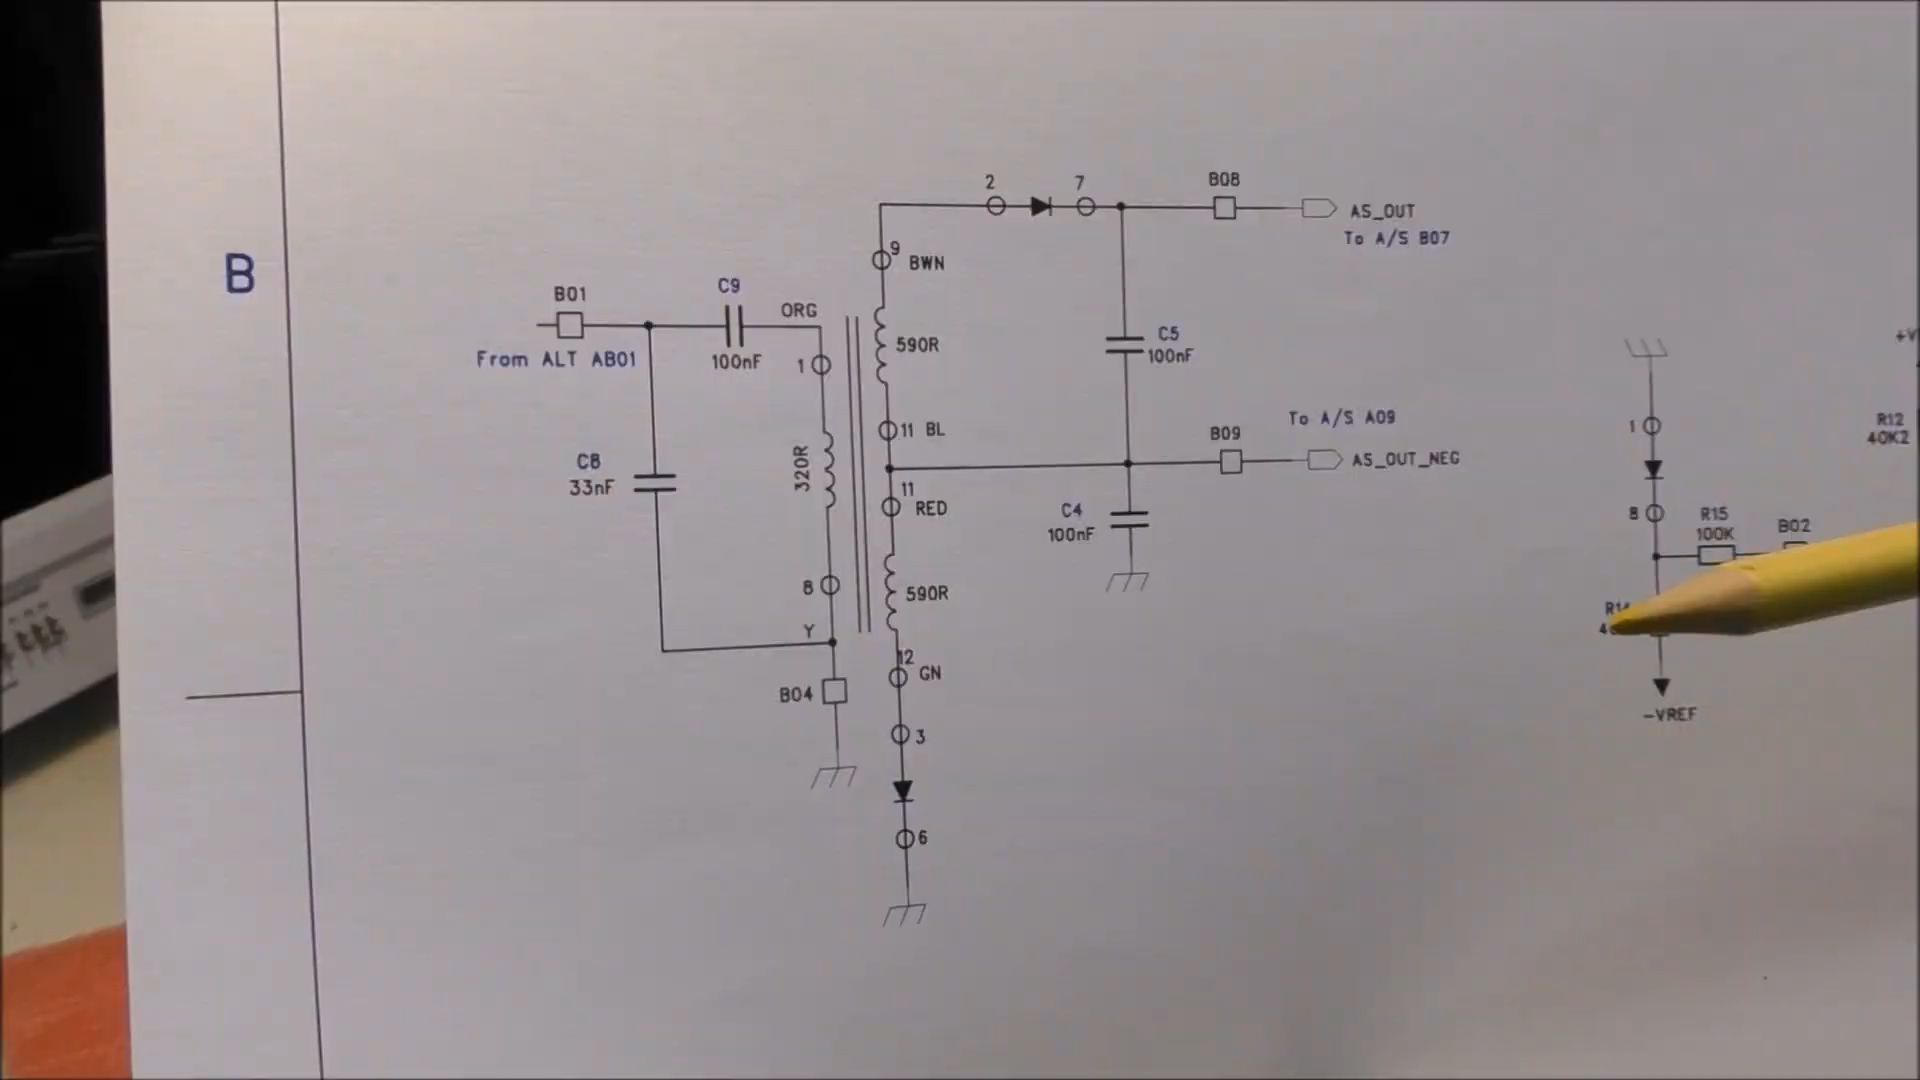 B
B01
From ALT AB01
C9
100nF
ORG
1
C8
33nF
320R
8
Y
B04
9
BWN
590R
11 BL
11
RED
590R
12
GN
3
6
2
7
B08
AS_OUT
To A/S B07
C5
100nF
To A/S A09
B09
AS_OUT_NEG
C4
100nF
1
8
R15
100K
B02
-VREF
R12
40K2